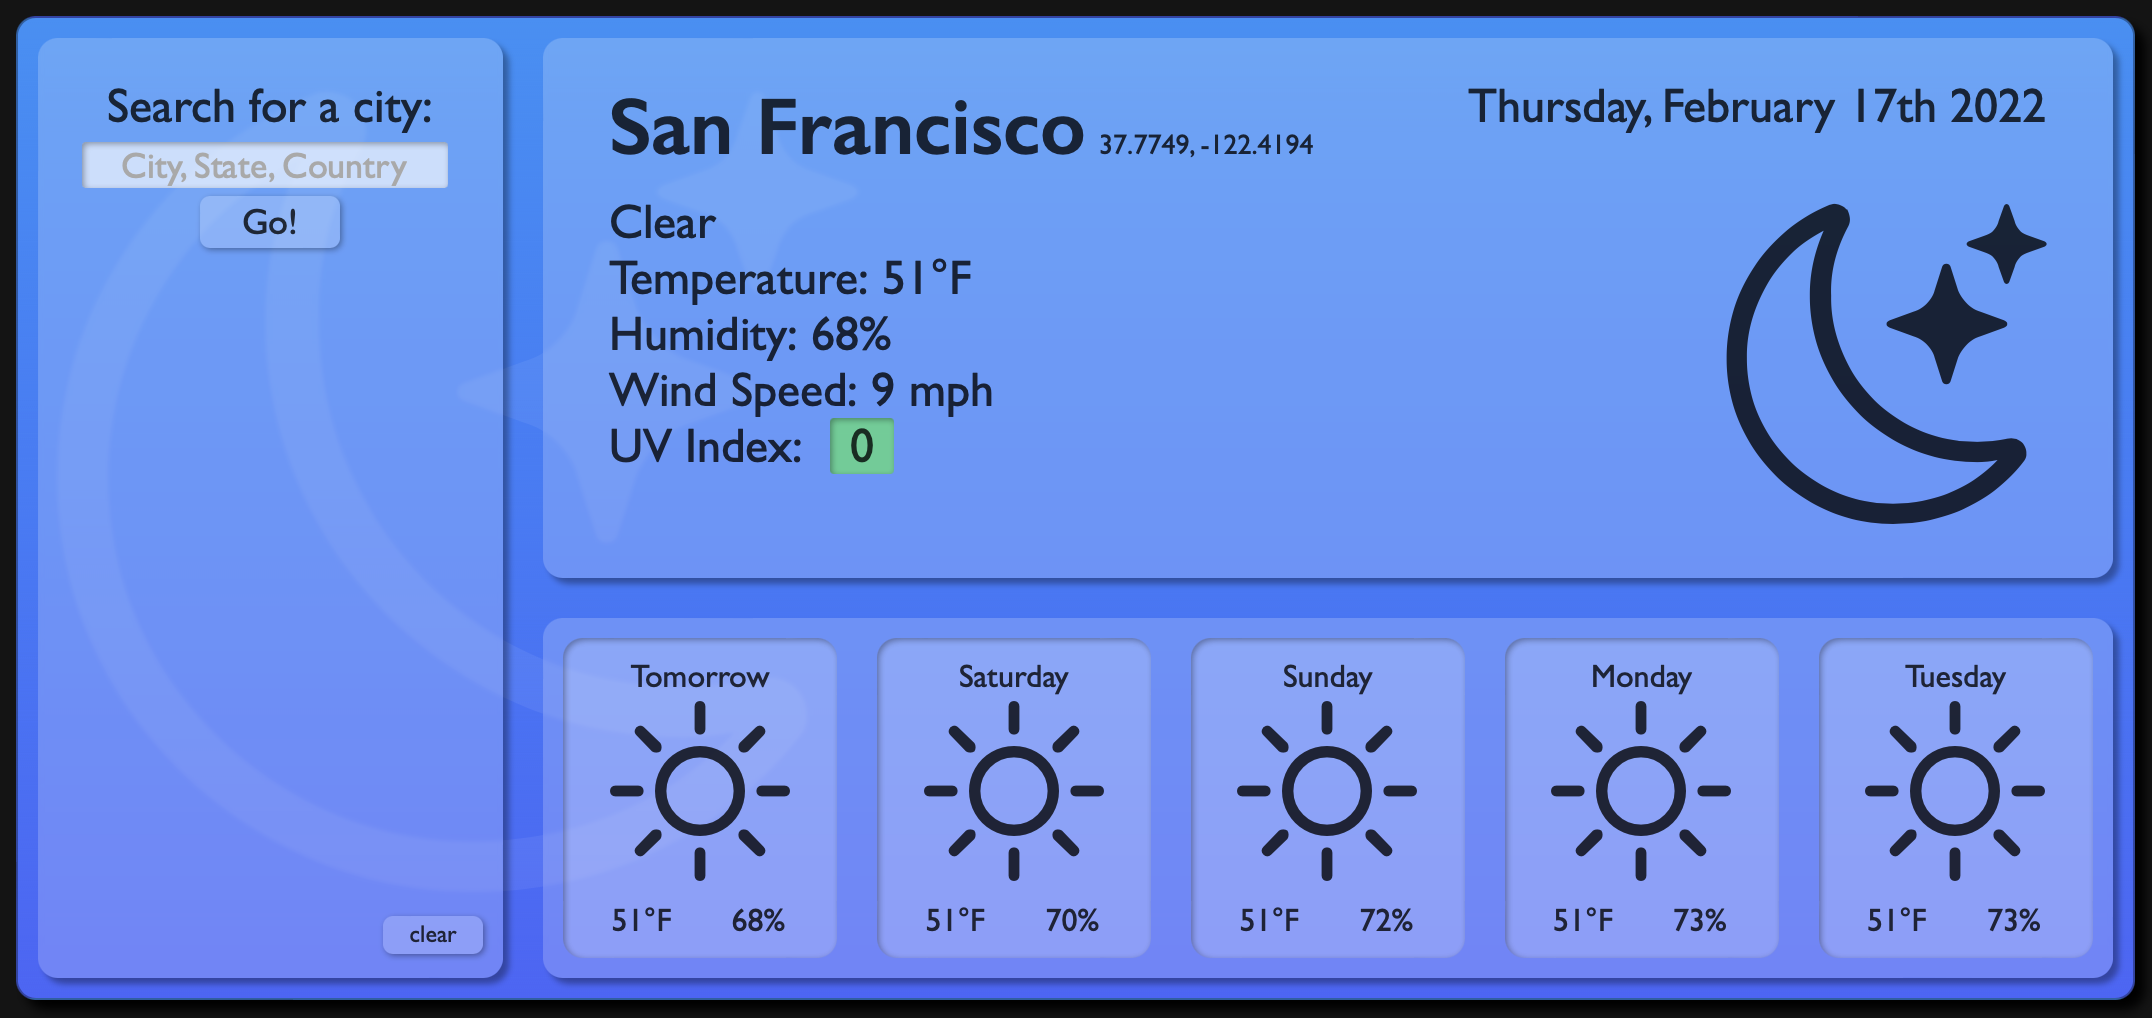 Search for a city:
City, State, Country
Go!
clear
San Francisco 37.7749, -122.4194
Thursday, February 17th 2022
Clear
Temperature: 51°F
Humidity: 68%
Wind Speed: 9 mph
UV Index: 0
Tomorrow
51°F 68%
Saturday
51°F 70%
Sunday
51°F 72%
Monday
51°F 73%
Tuesday
51°F 73%